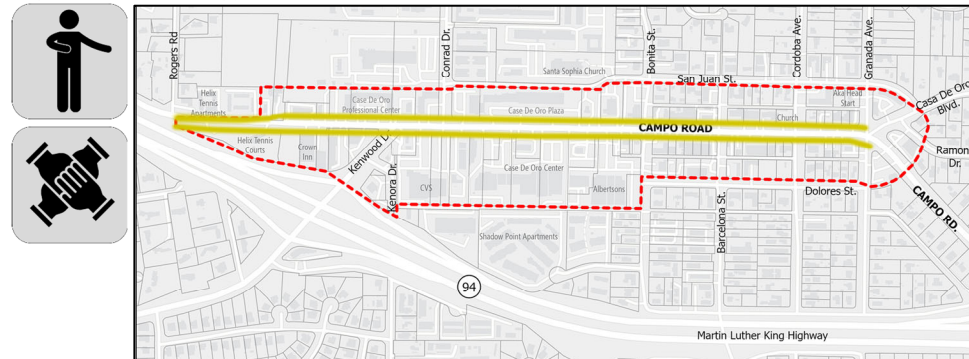 Rogers Rd
Conrad Dr.
Bonita St.
Cordoba Ave.
Granada Ave.
Santa Sophia Church
San Juan St.
Helix
Tennis
Apartments
Case De Oro
Professional Center
Case De Oro Plaza
Aka Head
Start
Casa De Oro
Blvd.
Church
CAMPO ROAD
Helix Tennis
Courts
Crown
Inn
Kenwood D
Case De Oro Center
Ramon
Dr.
Kenora Dr.
CVS
Albertsons
Dolores St.
Barcelona St.
CAMPO RD.
Shadow Point Apartments
94
Martin Luther King Highway